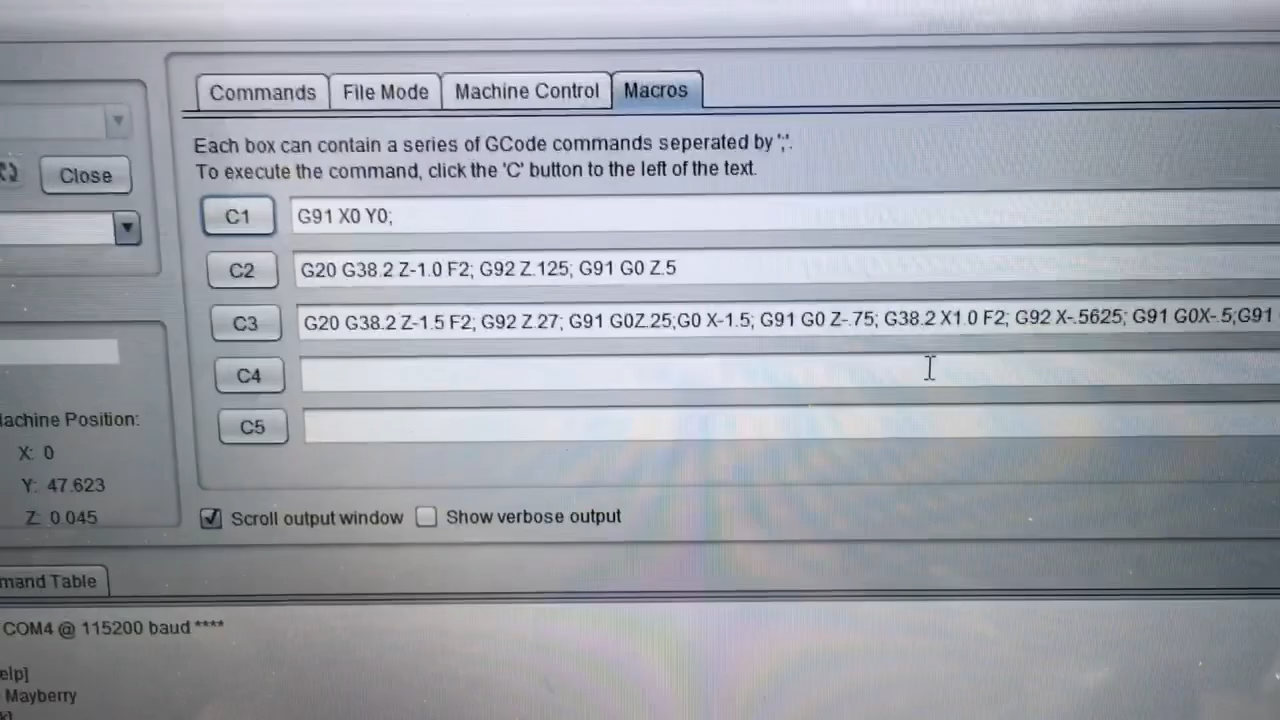 Commands File Mode Machine Control Macros
Each box can contain a series of GCode commands seperated by ';'.
To execute the command, click the 'C' button to the left of the text.
Close
C1 G91 X0 Y0;
C2 G20 G38.2 Z-1.0 F2; G92 Z.125; G91 G0 Z.5
C3 G20 G38.2 Z-1.5 F2; G92 Z.27; G91 G0Z.25;G0 X-1.5; G91 G0 Z-.75; G38.2 X1.0 F2; G92 X-.5625; G91 G0X-.5;G91
C4
C5
achine Position:
X: 0
Y: 47.623
Z: 0.045
Scroll output window Show verbose output
mand Table
COM4 @ 115200 baud ****
elp]
Mayberry